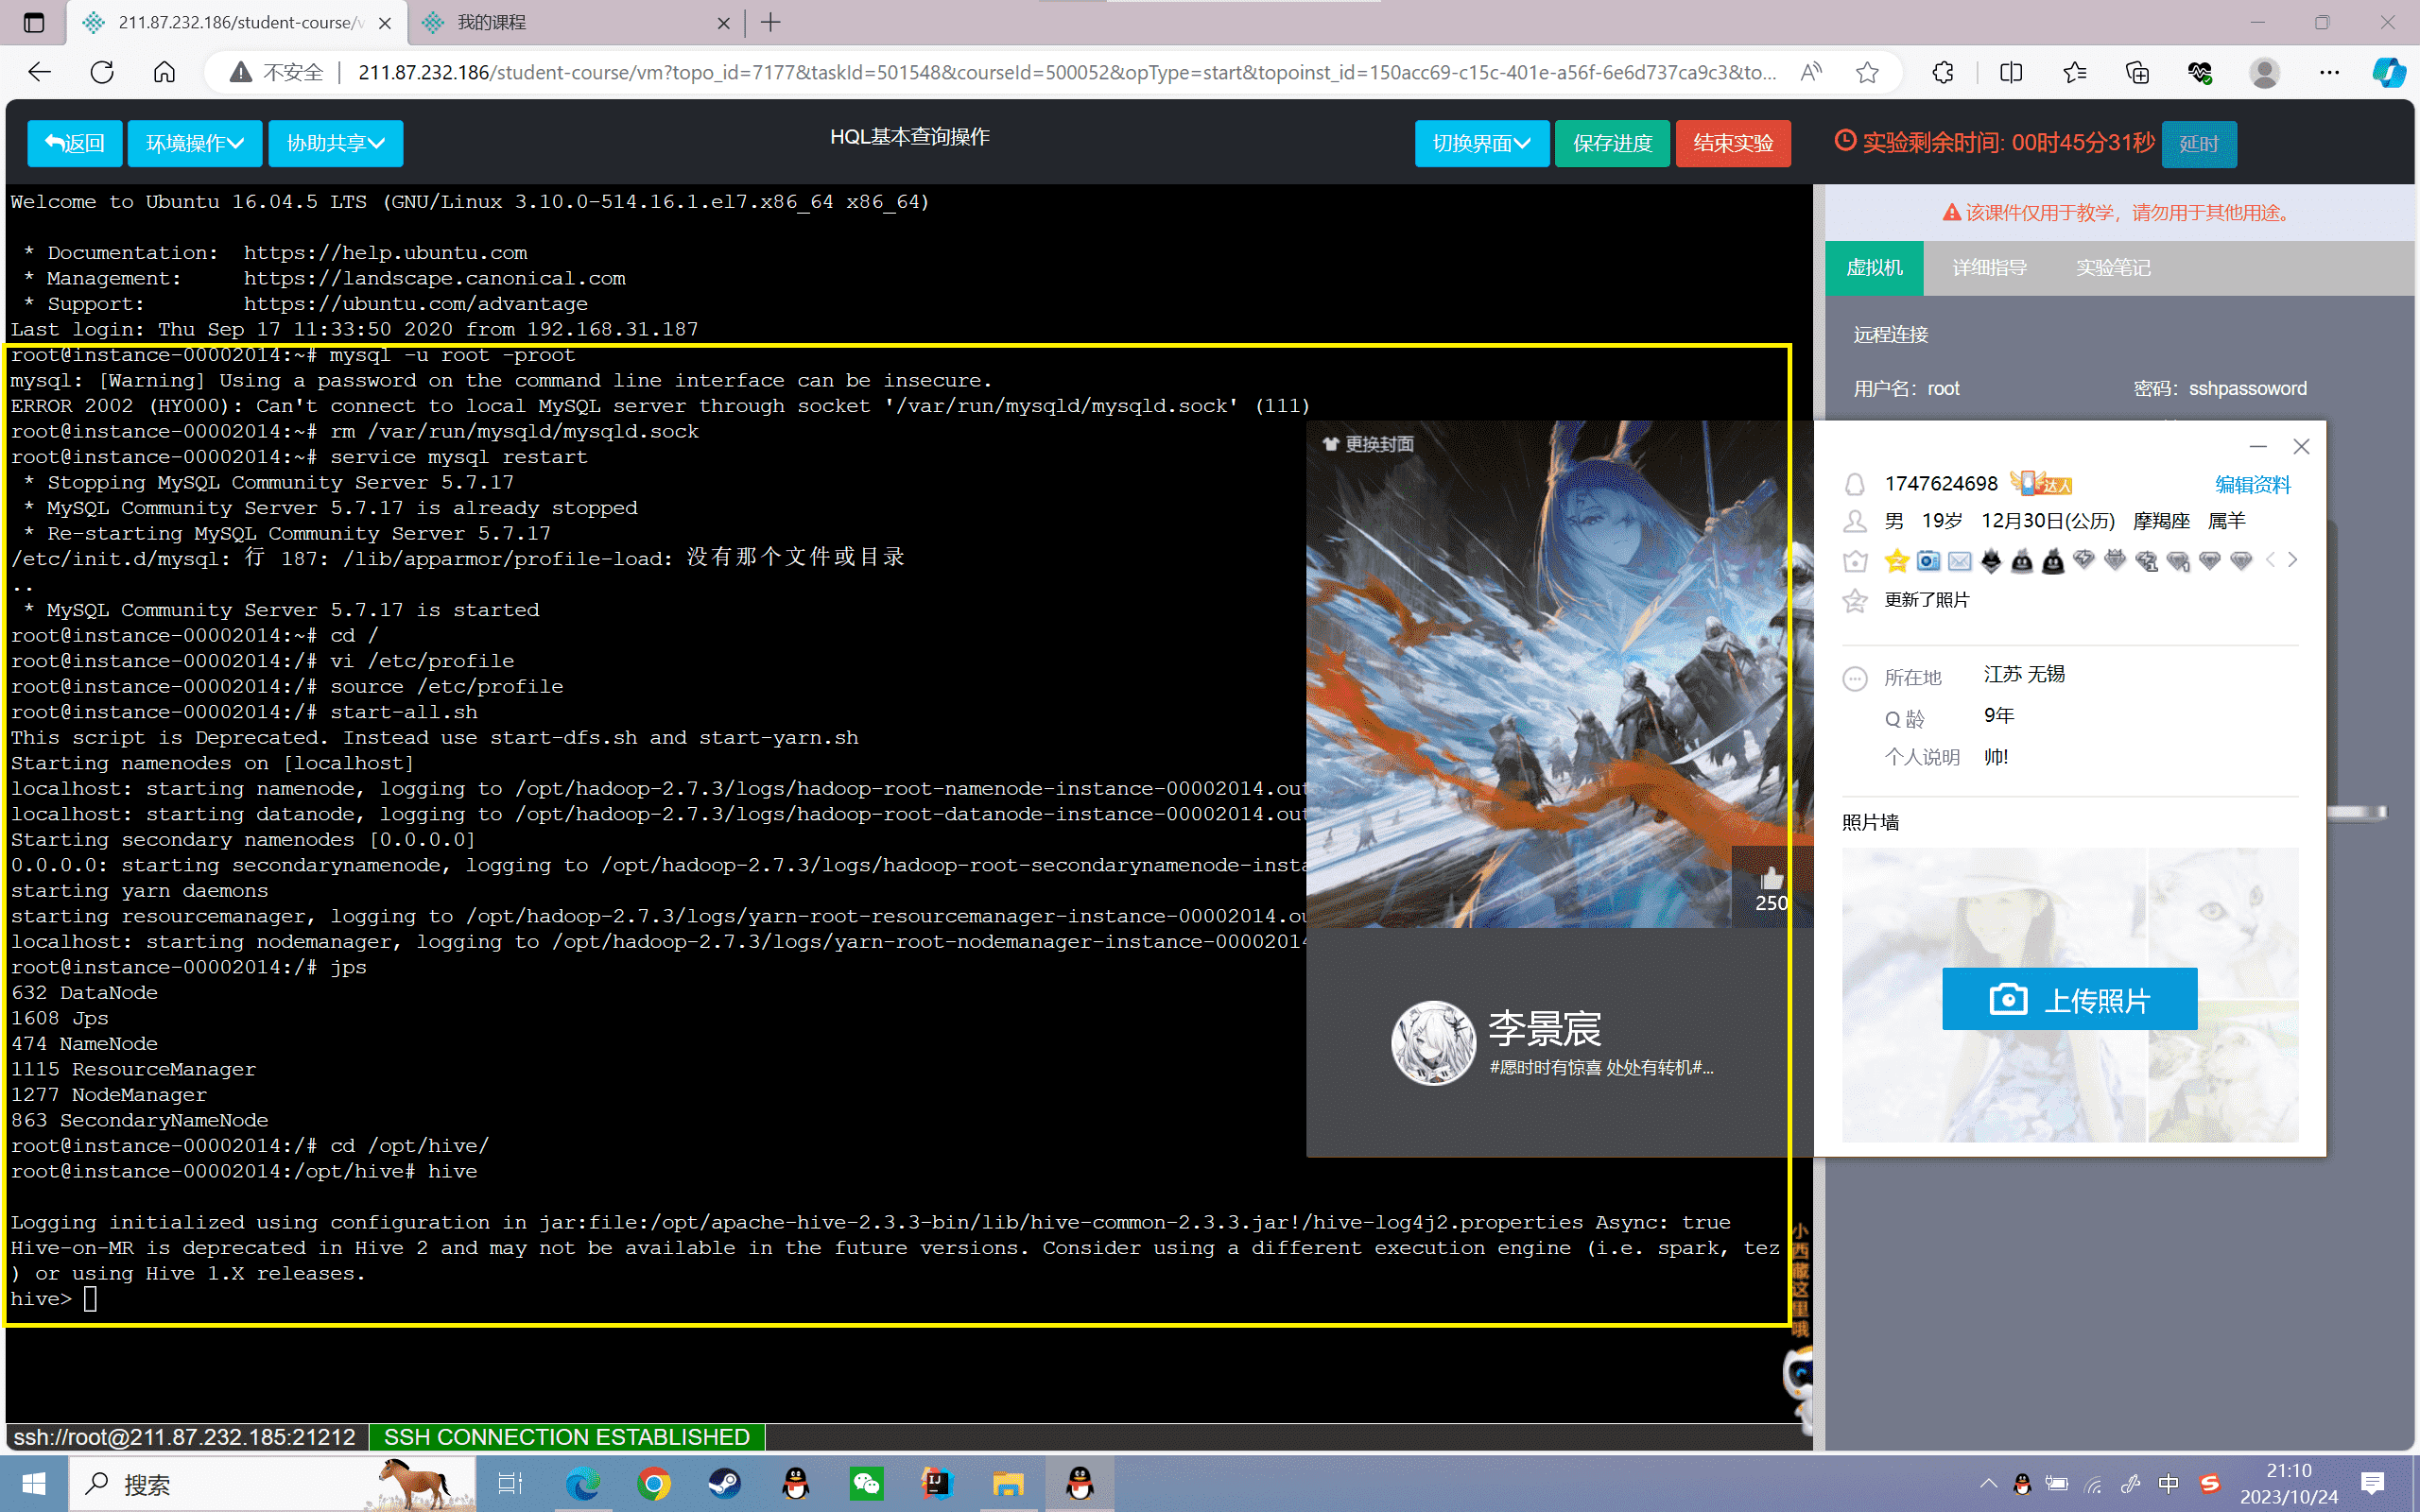 211.87.232.186/student-course/v
我的课程
不安全
211.87.232.186/student-course/vm?topo_id=7177&taskId=501548&courseId=500052&opType=start&topoinst_id=150acc69-c15c-401e-a56f-6e6d737ca9c3&to...
返回
环境操作
协助共享
HQL基本查询操作
切换界面
保存进度
结束实验
实验剩余时间: 00时45分31秒
延时
Welcome to Ubuntu 16.04.5 LTS (GNU/Linux 3.10.0-514.16.1.el7.x86_64 x86_64)
* Documentation:  https://help.ubuntu.com
* Management:     https://landscape.canonical.com
* Support:        https://ubuntu.com/advantage
Last login: Thu Sep 17 11:33:50 2020 from 192.168.31.187
root@instance-00002014:~# mysql -u root -proot
mysql: [Warning] Using a password on the command line interface can be insecure.
ERROR 2002 (HY000): Can't connect to local MySQL server through socket '/var/run/mysqld/mysqld.sock' (111)
root@instance-00002014:~# rm /var/run/mysqld/mysqld.sock
root@instance-00002014:~# service mysql restart
* Stopping MySQL Community Server 5.7.17
* MySQL Community Server 5.7.17 is already stopped
* Re-starting MySQL Community Server 5.7.17
/etc/init.d/mysql: 行 187: /lib/apparmor/profile-load: 没有那个文件或目录
..
* MySQL Community Server 5.7.17 is started
root@instance-00002014:~# cd /
root@instance-00002014:/# vi /etc/profile
root@instance-00002014:/# source /etc/profile
root@instance-00002014:/# start-all.sh
This script is Deprecated. Instead use start-dfs.sh and start-yarn.sh
Starting namenodes on [localhost]
localhost: starting namenode, logging to /opt/hadoop-2.7.3/logs/hadoop-root-namenode-instance-00002014.out
localhost: starting datanode, logging to /opt/hadoop-2.7.3/logs/hadoop-root-datanode-instance-00002014.out
Starting secondary namenodes [0.0.0.0]
0.0.0.0: starting secondarynamenode, logging to /opt/hadoop-2.7.3/logs/hadoop-root-secondarynamenode-insta
starting yarn daemons
starting resourcemanager, logging to /opt/hadoop-2.7.3/logs/yarn-root-resourcemanager-instance-00002014.ou
localhost: starting nodemanager, logging to /opt/hadoop-2.7.3/logs/yarn-root-nodemanager-instance-00002014
root@instance-00002014:/# jps
632 DataNode
1608 Jps
474 NameNode
1115 ResourceManager
1277 NodeManager
863 SecondaryNameNode
root@instance-00002014:/# cd /opt/hive/
root@instance-00002014:/opt/hive# hive
Logging initialized using configuration in jar:file:/opt/apache-hive-2.3.3-bin/lib/hive-common-2.3.3.jar!/hive-log4j2.properties Async: true
Hive-on-MR is deprecated in Hive 2 and may not be available in the future versions. Consider using a different execution engine (i.e. spark, tez
) or using Hive 1.X releases.
hive>
ssh://root@211.87.232.185:21212
SSH CONNECTION ESTABLISHED
该课件仅用于教学，请勿用于其他用途。
虚拟机
详细指导
实验笔记
远程连接
用户名：root
密码：sshpassoword
更换封面
250
李景宸
#愿时时有惊喜 处处有转机#...
1747624698
达人
编辑资料
男 19岁 12月30日(公历) 摩羯座 属羊
更新了照片
所在地 江苏 无锡
Q 龄 9年
个人说明 帅!
照片墙
上传照片
小西藏这里哦
搜索
中
21:10
2023/10/24